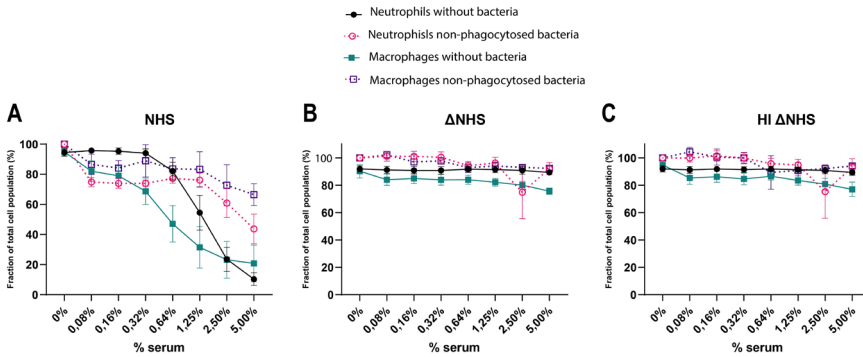 Neutrophils without bacteria
Neutrophisls non-phagocytosed bacteria
Macrophages without bacteria
Macrophages non-phagocytosed bacteria
A
NHS
Fraction of total cell population (%)
100
80
60
40
20
0
0%
0,08%
0,16%
0,32%
0,64%
1,25%
2,50%
5,00%
% serum
B
ΔNHS
Fraction of total cell population (%)
100
80
60
40
20
0
0%
0,08%
0,16%
0,32%
0,64%
1,25%
2,50%
5,00%
% serum
C
HI ΔNHS
Fraction of total cell population (%)
100
80
60
40
20
0
0%
0,08%
0,16%
0,32%
0,64%
1,25%
2,50%
5,00%
% serum